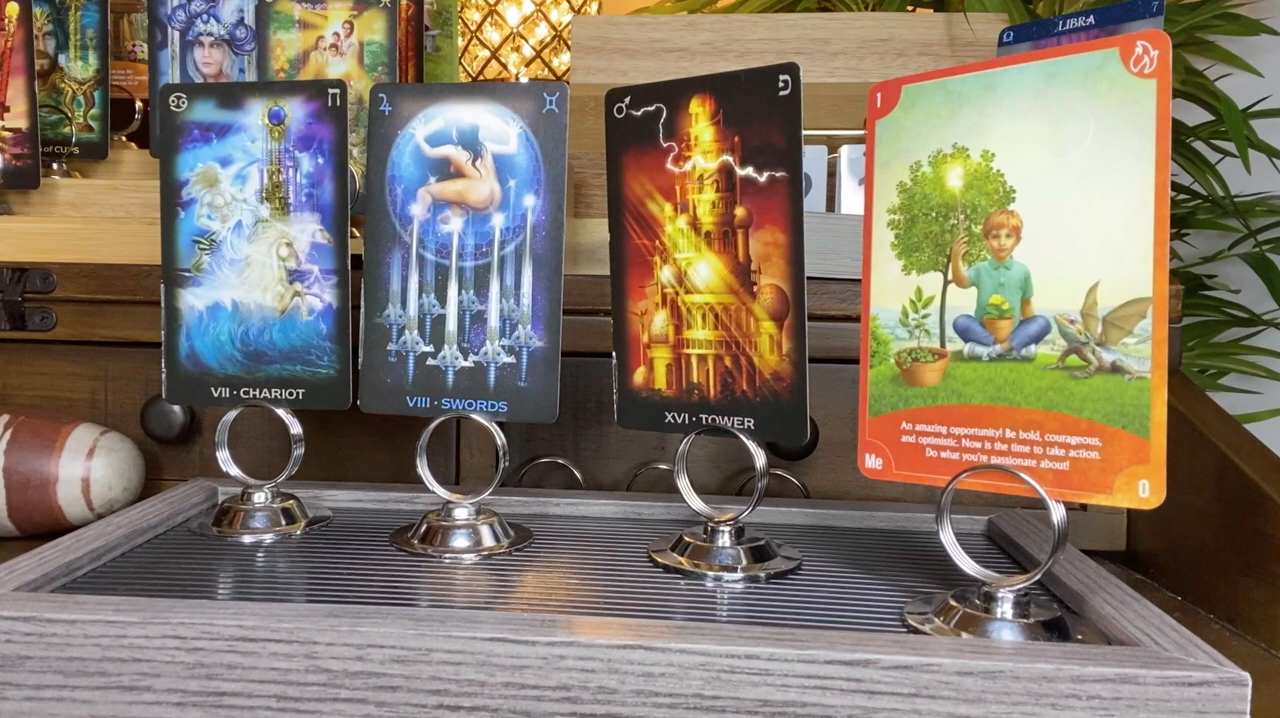 of CUPS
LIBRA
7
ח
VII · CHARIOT
VIII · SWORDS
פ
XVI · TOWER
1
An amazing opportunity! Be bold, courageous,
and optimistic. Now is the time to take action.
Do what you're passionate about!
Me
0